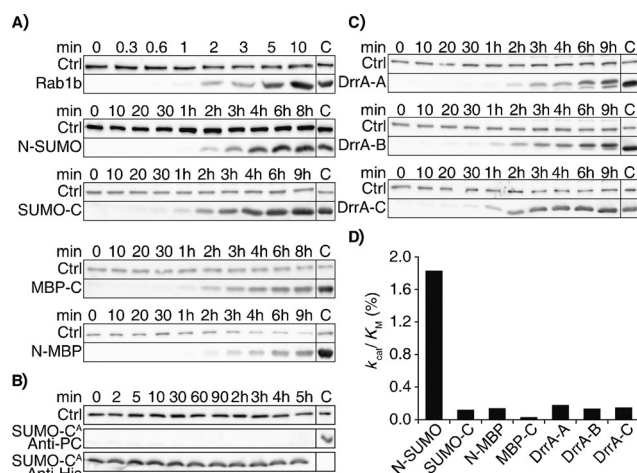 A)
min 0 0.3 0.6 1 2 3 5 10 C
Ctrl
Rab1b
min 0 10 20 30 1h 2h 3h 4h 6h 8h C
Ctrl
N-SUMO
min 0 10 20 30 1h 2h 3h 4h 6h 9h C
Ctrl
SUMO-C
min 0 10 20 30 1h 2h 3h 4h 6h 8h C
Ctrl
MBP-C
min 0 10 20 30 1h 2h 3h 4h 6h 9h C
Ctrl
N-MBP
B)
min 0 2 5 10 30 60 90 2h 3h 4h 5h C
Ctrl
SUMO-Cᴬ
Anti-PC
SUMO-Cᴬ
Anti-His
C)
min 0 10 20 30 1h 2h 3h 4h 6h 9h C
Ctrl
DrrA-A
min 0 10 20 30 1h 2h 3h 4h 6h 9h C
Ctrl
DrrA-B
min 0 10 20 30 1h 2h 3h 4h 6h 9h C
Ctrl
DrrA-C
D)
kcat/ KM (%)
2.0
1.6
1.2
0.8
0.4
0.0
N-SUMO
SUMO-C
N-MBP
MBP-C
DrrA-A
DrrA-B
DrrA-C